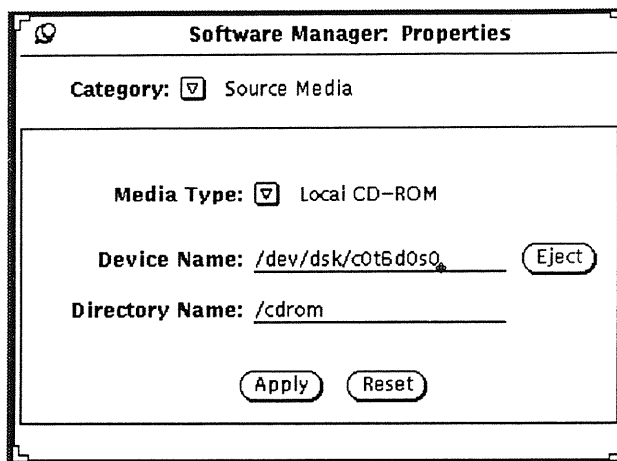 Software Manager: Properties
Category: Source Media
Media Type: Local CD-ROM
Device Name: /dev/dsk/c0t6d0s0 Eject
Directory Name: /cdrom
Apply Reset